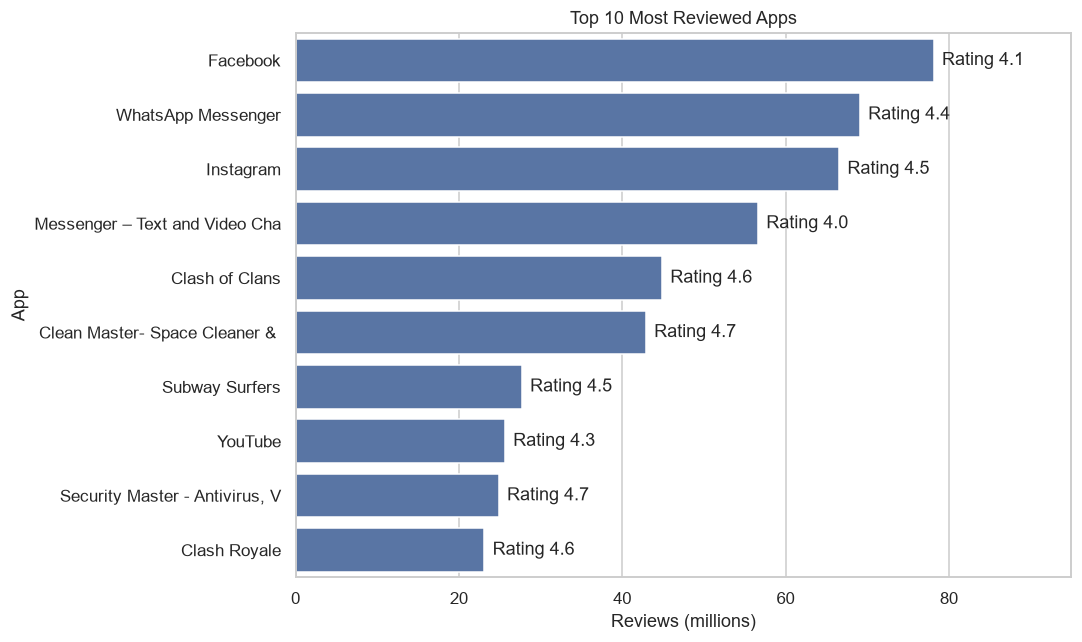 Top 10 Most Reviewed Apps
Facebook
Rating 4.1
WhatsApp Messenger
Rating 4.4
Instagram
Rating 4.5
Messenger – Text and Video Cha
Rating 4.0
Clash of Clans
Rating 4.6
App
Clean Master- Space Cleaner &
Rating 4.7
Subway Surfers
Rating 4.5
YouTube
Rating 4.3
Security Master - Antivirus, V
Rating 4.7
Clash Royale
Rating 4.6
0 20 40 60 80
Reviews (millions)